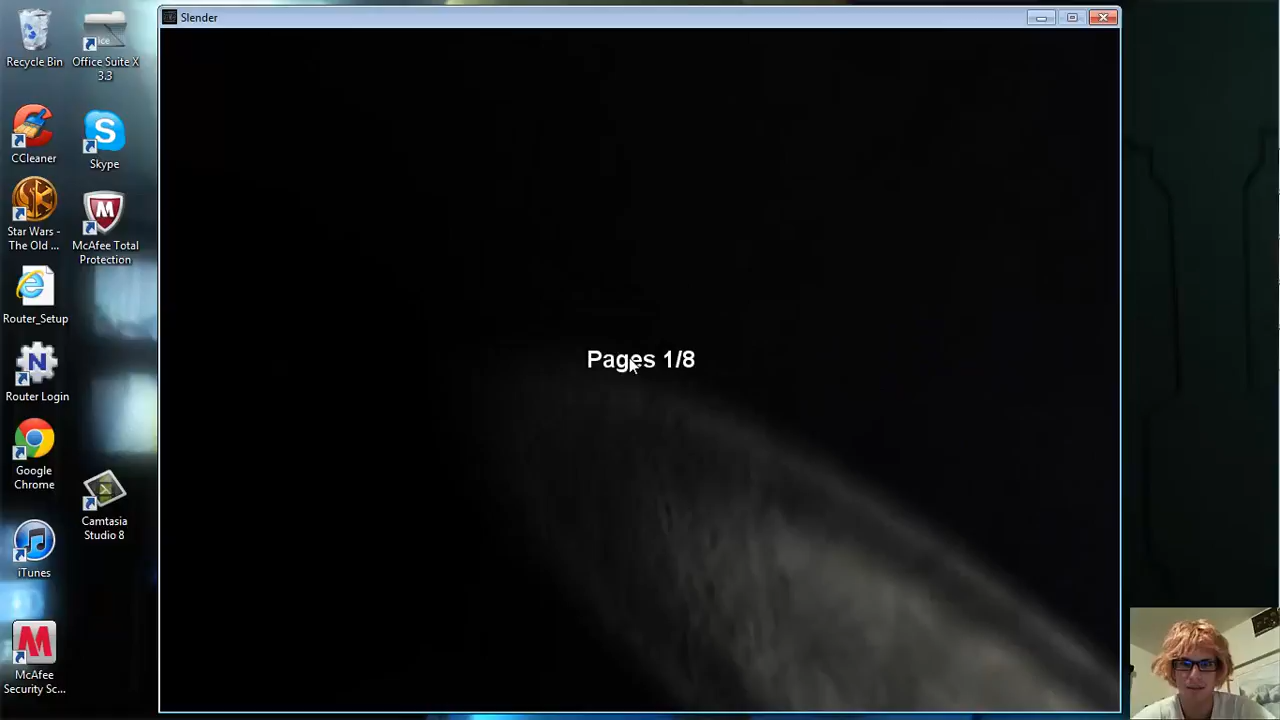 Slender
Recycle Bin
Office Suite X
3.3
CCleaner
Skype
Star Wars -
The Old ...
McAfee Total
Protection
Router_Setup
Pages 1/8
Router Login
Google
Chrome
Camtasia
Studio 8
iTunes
McAfee
Security Sc...